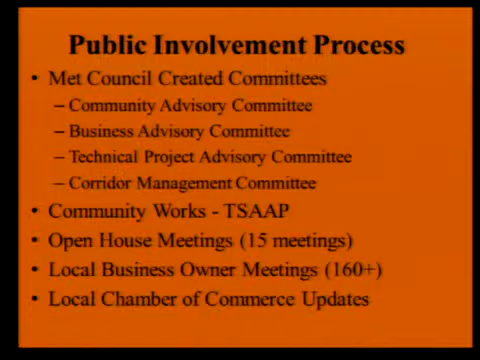 Public Involvement Process
• Met Council Created Committees
– Community Advisory Committee
– Business Advisory Committee
– Technical Project Advisory Committee
– Corridor Management Committee
• Community Works - TSAAP
• Open House Meetings (15 meetings)
• Local Business Owner Meetings (160+)
• Local Chamber of Commerce Updates